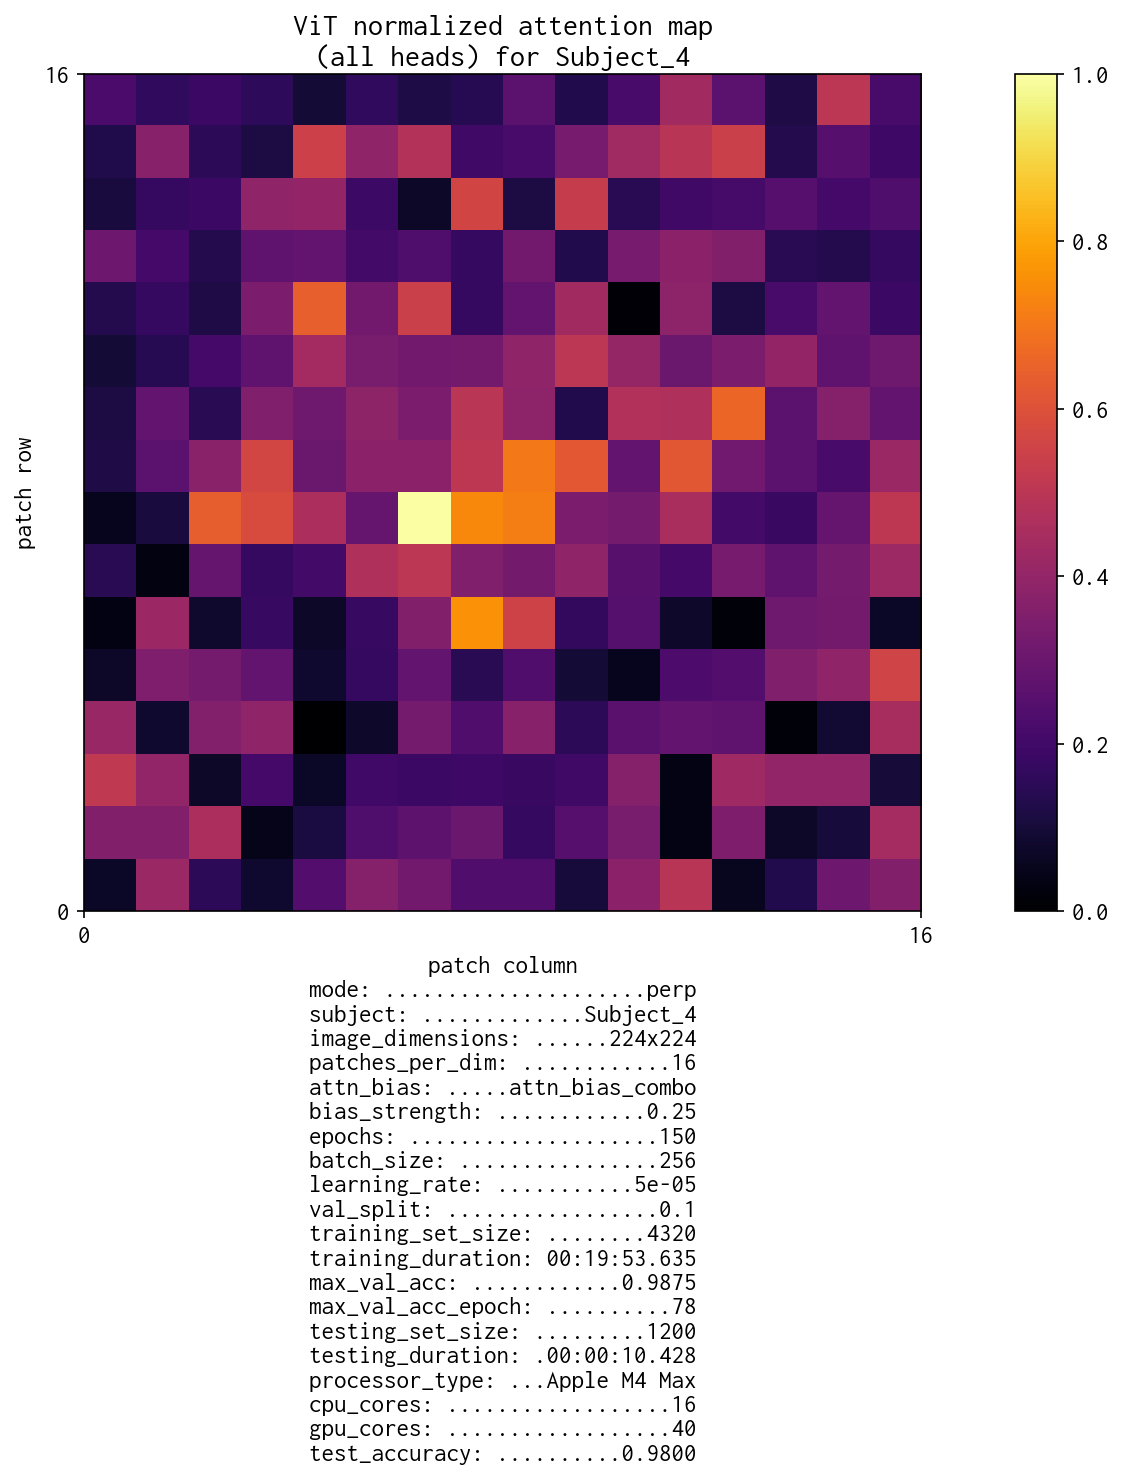 ViT normalized attention map
(all heads) for Subject_4
16
patch row
0
0
16
patch column
1.0
0.8
0.6
0.4
0.2
0.0
mode: .....................perp
subject: .............Subject_4
image_dimensions: ......224x224
patches_per_dim: ............16
attn_bias: .....attn_bias_combo
bias_strength: ............0.25
epochs: ....................150
batch_size: ................256
learning_rate: ...........5e-05
val_split: .................0.1
training_set_size: ........4320
training_duration: 00:19:53.635
max_val_acc: ............0.9875
max_val_acc_epoch: ..........78
testing_set_size: .........1200
testing_duration: .00:00:10.428
processor_type: ...Apple M4 Max
cpu_cores: ..................16
gpu_cores: ..................40
test_accuracy: ..........0.9800